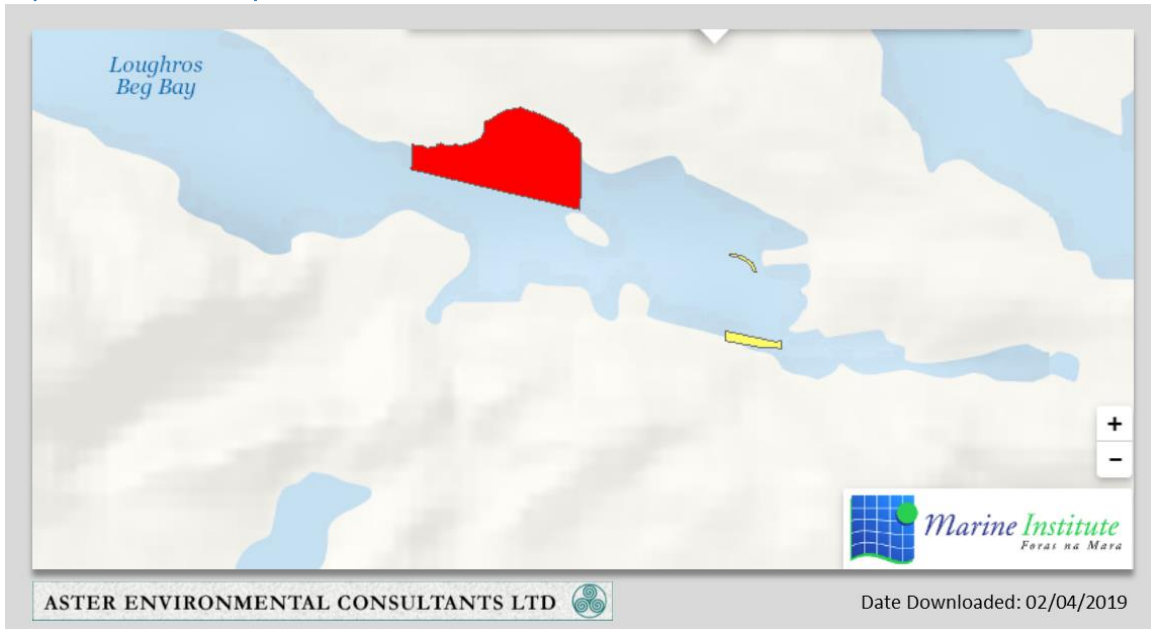 Loughros
Beg Bay
+
−
Marine Institute
Foras na Mara
ASTER ENVIRONMENTAL CONSULTANTS LTD
Date Downloaded: 02/04/2019